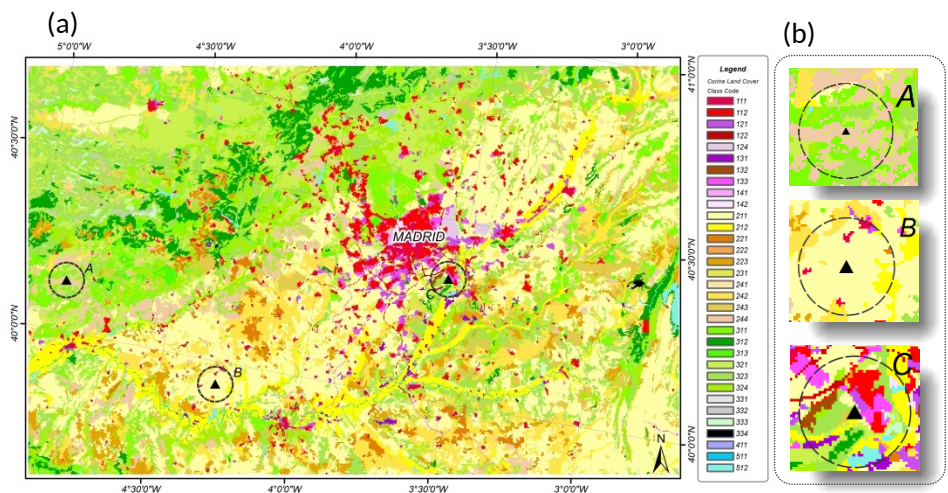 (a)
(b)
5°0'0"W 4°30'0"W 4°0'0"W 3°30'0"W 3°0'0"W
41°0'0"N
40°30'0"N
40°0'0"N
40°30'0"N
40°0'0"N
4°30'0"W 4°0'0"W 3°30'0"W 3°0'0"W
MADRID
A
B
C
N
Legend
Corine Land Cover
Class Code
111
112
121
122
124
131
132
133
141
142
211
212
221
222
223
231
241
242
243
244
311
312
313
321
323
324
331
332
333
334
411
511
512
A
B
C